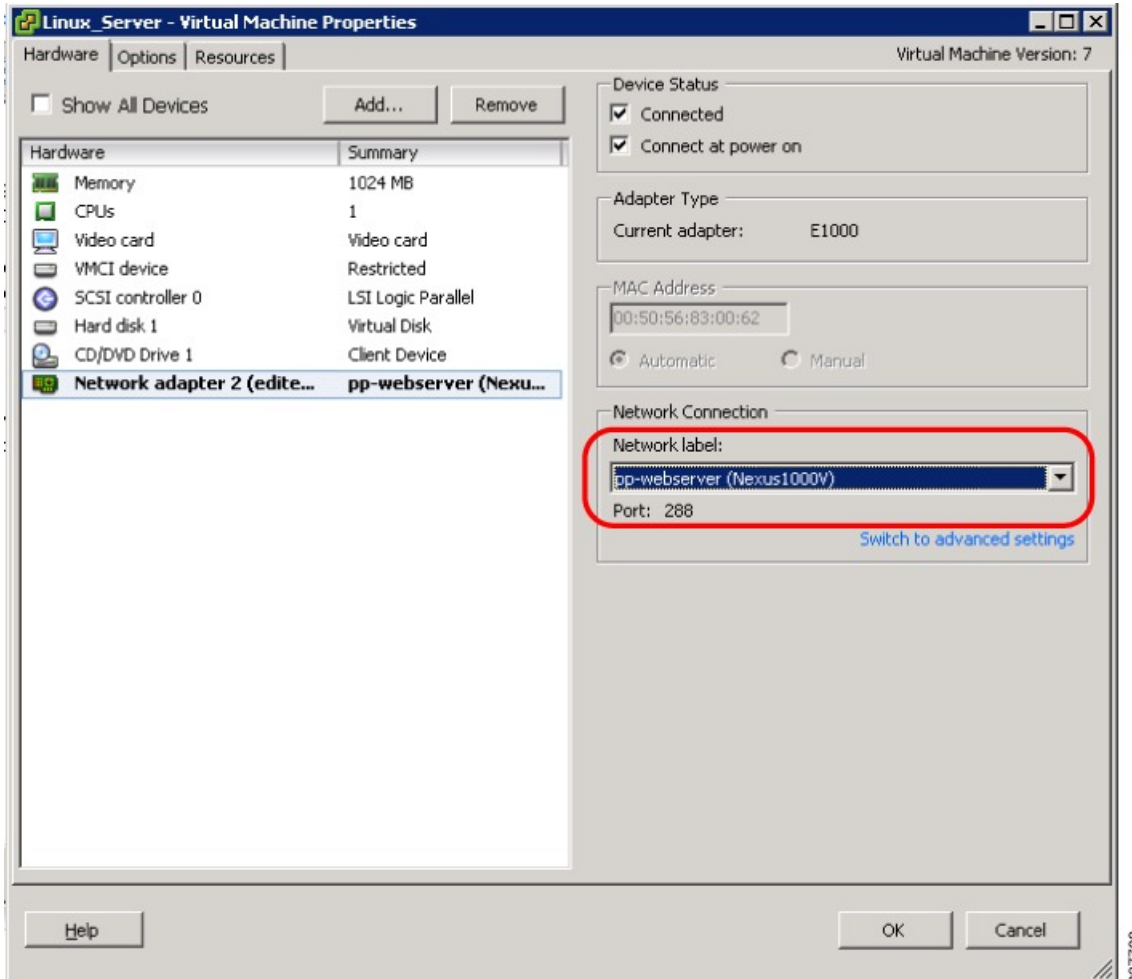 Linux_Server - Virtual Machine Properties
Hardware Options Resources Virtual Machine Version: 7
Show All Devices Add... Remove
Hardware Summary
Memory 1024 MB
CPUs 1
Video card Video card
VMCI device Restricted
SCSI controller 0 LSI Logic Parallel
Hard disk 1 Virtual Disk
CD/DVD Drive 1 Client Device
Network adapter 2 (edite... pp-webserver (Nexu...
Device Status
Connected
Connect at power on
Adapter Type
Current adapter: E1000
MAC Address
00:50:56:83:00:62
Automatic Manual
Network Connection
Network label:
pp-webserver (Nexus1000V)
Port: 288
Switch to advanced settings
Help OK Cancel